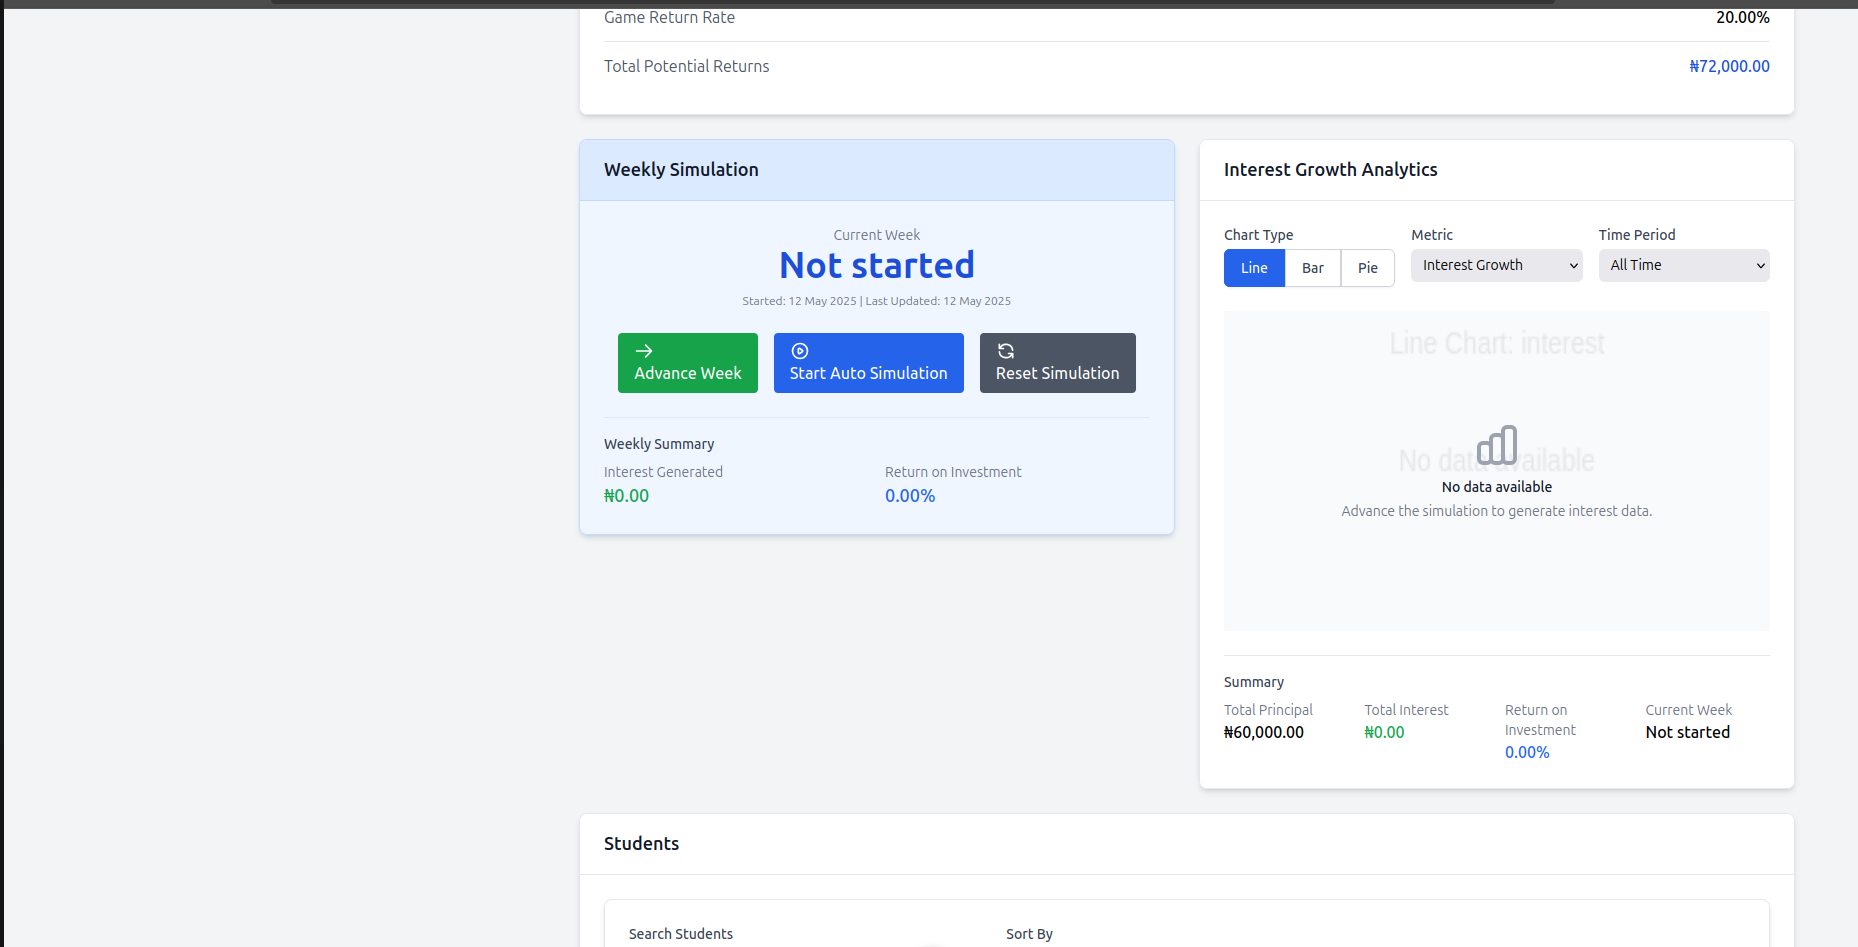 Game Return Rate 20.00%
Total Potential Returns ₦72,000.00
Weekly Simulation
Current Week
Not started
Started: 12 May 2025 | Last Updated: 12 May 2025
Advance Week
Start Auto Simulation
Reset Simulation
Weekly Summary
Interest Generated
₦0.00
Return on Investment
0.00%
Interest Growth Analytics
Chart Type
Line Bar Pie
Metric
Interest Growth
Time Period
All Time
Line Chart: interest
No data available
No data available
Advance the simulation to generate interest data.
Summary
Total Principal
₦60,000.00
Total Interest
₦0.00
Return on
Investment
0.00%
Current Week
Not started
Students
Search Students
Sort By